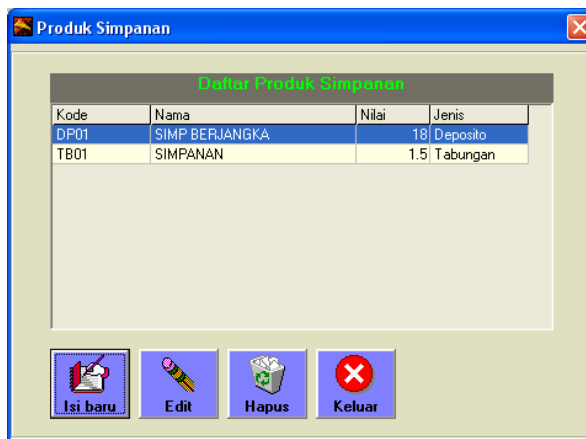 Produk Simpanan
Daftar Produk Simpanan
Kode Nama Nilai Jenis
DP01 SIMP BERJANGKA 18 Deposito
TB01 SIMPANAN 1.5 Tabungan
Isi baru Edit Hapus Keluar